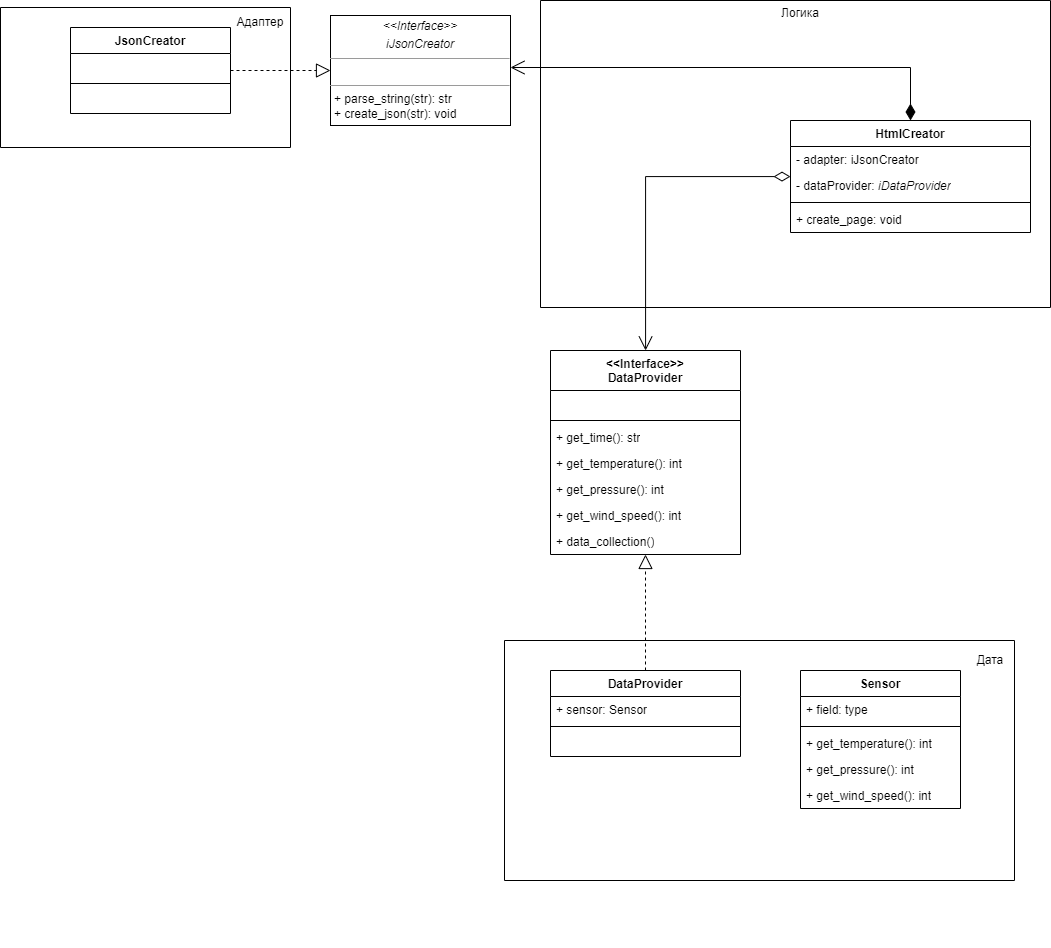 Адаптер
JsonCreator
<<Interface>>
iJsonCreator
+ parse_string(str): str
+ create_json(str): void
Логика
HtmlCreator
- adapter: iJsonCreator
- dataProvider: iDataProvider
+ create_page: void
<<Interface>>
DataProvider
+ get_time(): str
+ get_temperature(): int
+ get_pressure(): int
+ get_wind_speed(): int
+ data_collection()
Дата
DataProvider
+ sensor: Sensor
Sensor
+ field: type
+ get_temperature(): int
+ get_pressure(): int
+ get_wind_speed(): int